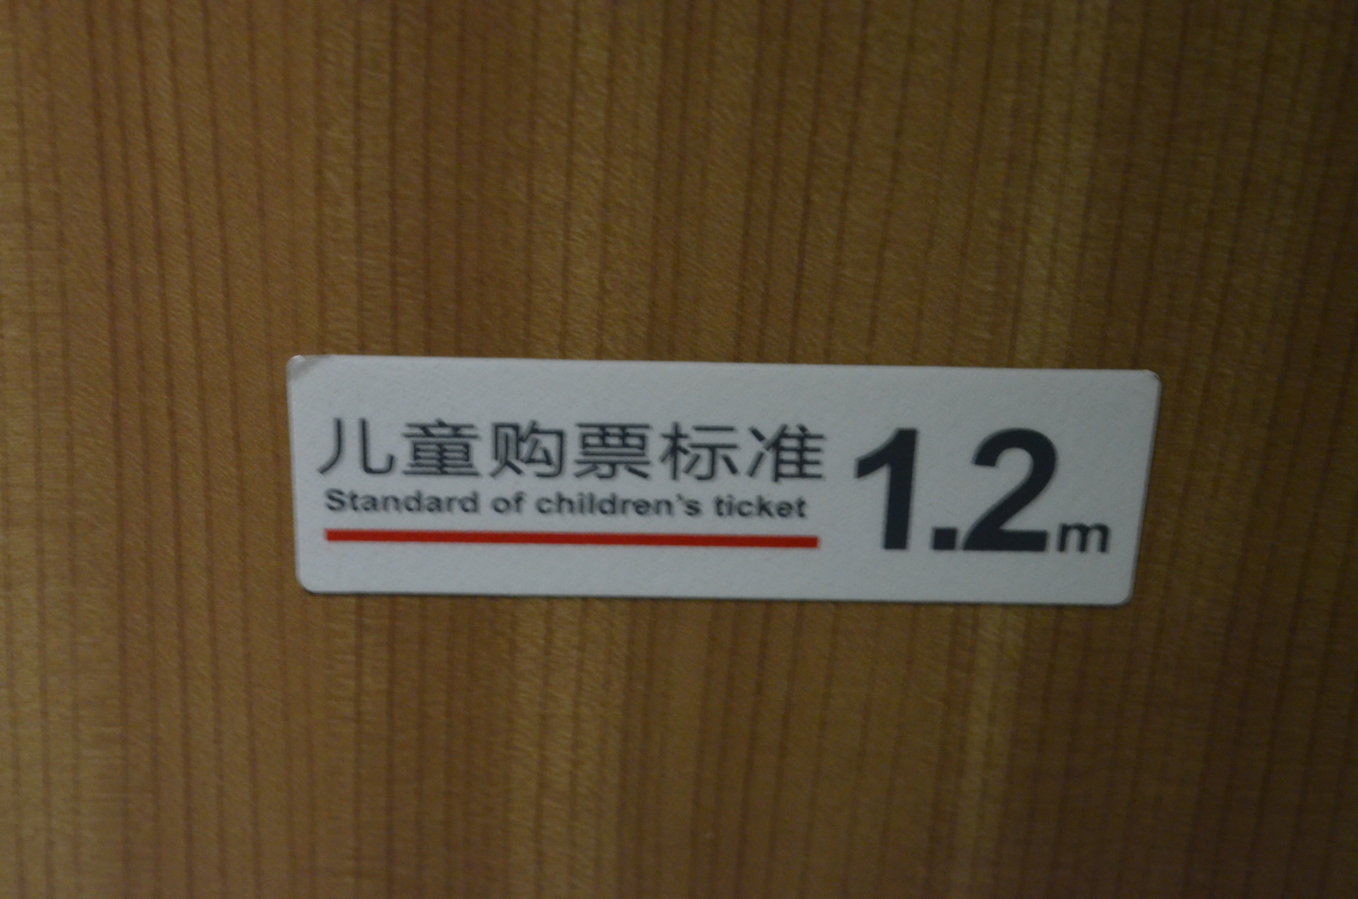 儿童购票标准
Standard of children's ticket
1.2m